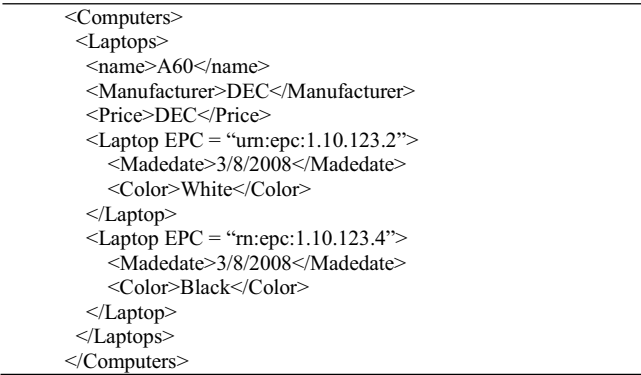 <Computers>
<Laptops>
<name>A60</name>
<Manufacturer>DEC</Manufacturer>
<Price>DEC</Price>
<Laptop EPC = “urn:epc:1.10.123.2”>
<Madedate>3/8/2008</Madedate>
<Color>White</Color>
</Laptop>
<Laptop EPC = “rn:epc:1.10.123.4”>
<Madedate>3/8/2008</Madedate>
<Color>Black</Color>
</Laptop>
</Laptops>
</Computers>